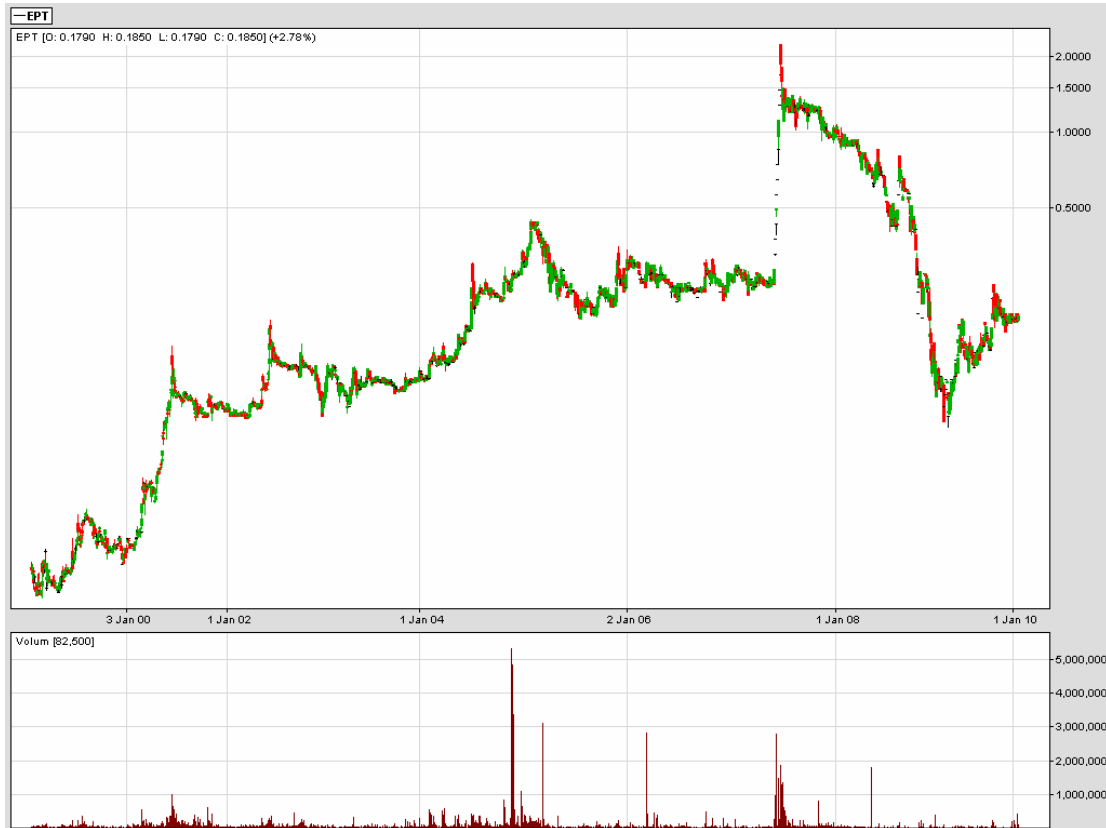 —EPT
EPT [O: 0.1790 H: 0.1850 L: 0.1790 C: 0.1850] (+2.78%)
2.0000
1.5000
1.0000
0.5000
3 Jan 00 1 Jan 02 1 Jan 04 2 Jan 06 1 Jan 08 1 Jan 10
Volum [82,500]
5,000,000
4,000,000
3,000,000
2,000,000
1,000,000